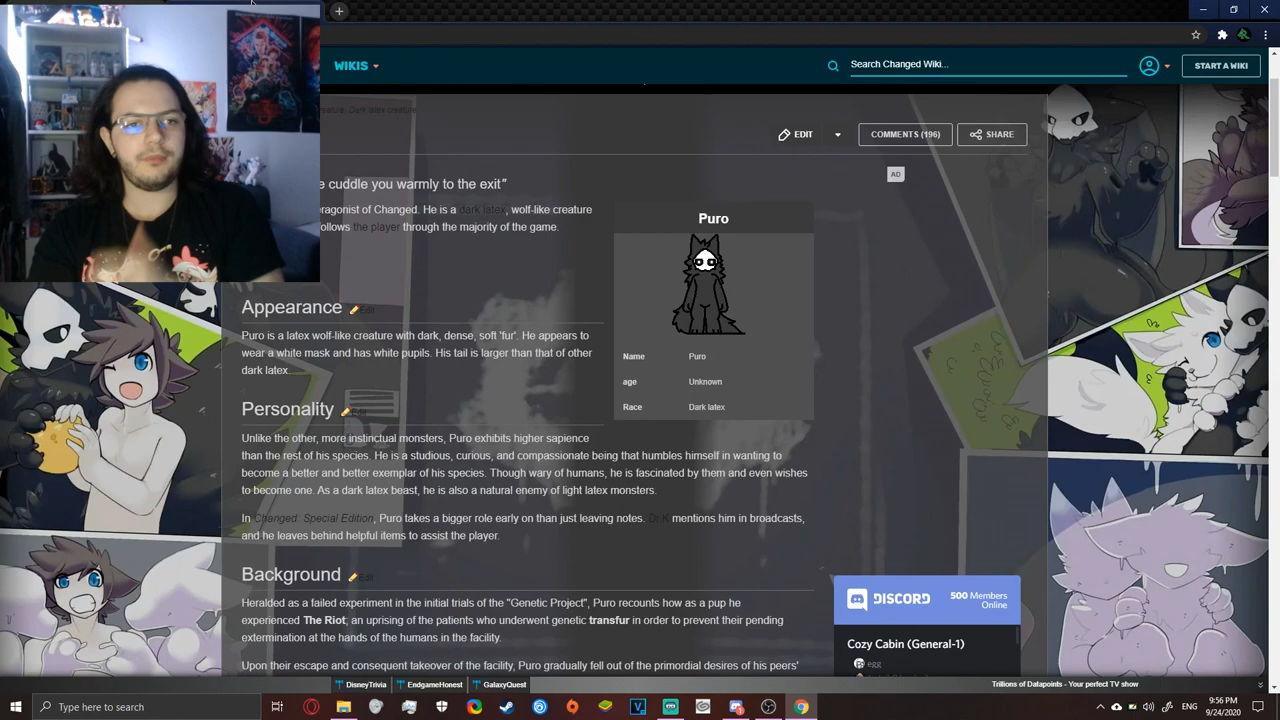 WIKIS
Search Changed Wiki...
START A WIKI
EDIT
COMMENTS (196)
SHARE
AD
e cuddle you warmly to the exit"
of Changed. He is a dark latex, wolf-like creature
the player through the majority of the game.
Puro
Name Puro
age Unknown
Race Dark latex
Appearance Edit
Puro is a latex wolf-like creature with dark, dense, soft 'fur'. He appears to
wear a white mask and has white pupils. His tail is larger than that of other
dark latex.
Personality Edit
Unlike the other, more instinctual monsters, Puro exhibits higher sapience
than the rest of his species. He is a studious, curious, and compassionate being that humbles himself in wanting to
become a better and better exemplar of his species. Though wary of humans, he is fascinated by them and even wishes
to become one. As a dark latex beast, he is also a natural enemy of light latex monsters.
In Changed: Special Edition, Puro takes a bigger role early on than just leaving notes. Dr.K mentions him in broadcasts,
and he leaves behind helpful items to assist the player.
Background Edit
Heralded as a failed experiment in the initial trials of the "Genetic Project", Puro recounts how as a pup he
experienced The Riot; an uprising of the patients who underwent genetic transfur in order to prevent their pending
extermination at the hands of the humans in the facility.
Upon their escape and consequent takeover of the facility, Puro gradually fell out of the primordial desires of his peers'
DISCORD
500 Members
Online
Cozy Cabin (General-1)
egg
DisneyTrivia
EndgameHonest
GalaxyQuest
Trillions of Datapoints - Your perfect TV show
Type here to search
9:56 PM
9/24/2020